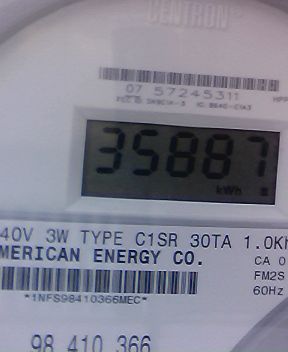 CENTRON®
07 57245311
35887
kWh
40V 3W TYPE C1SR 30TA 1.0Kh
MERICAN ENERGY CO.
CA 0
FM2S
60Hz
*1NFS98410366MEC*
98 410 366